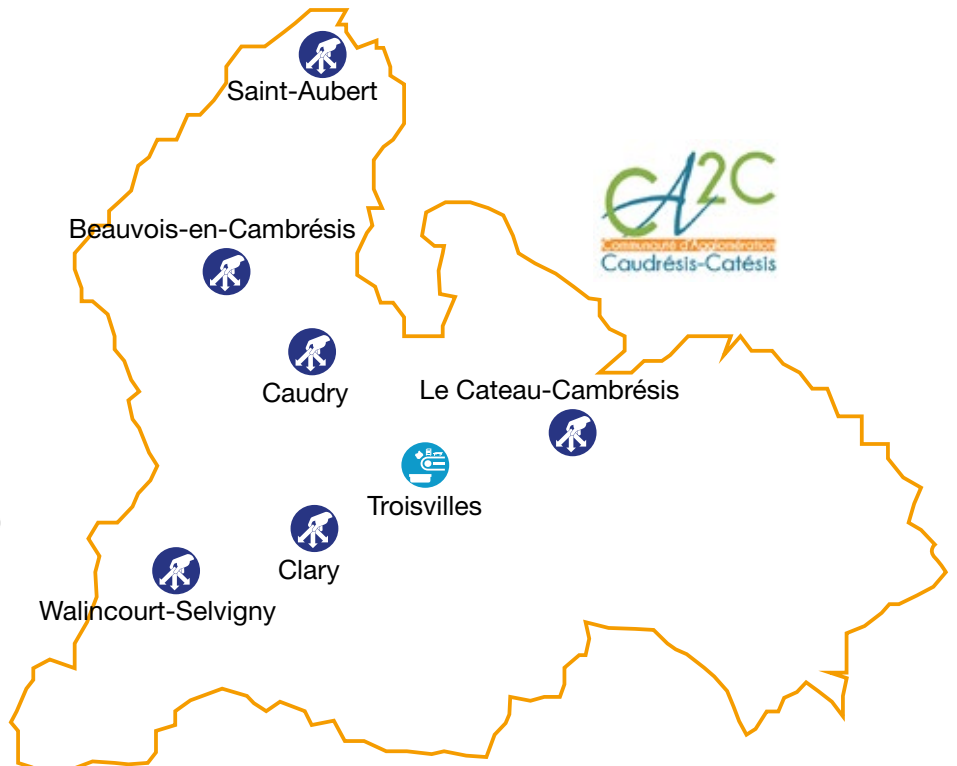 Saint-Aubert
CA2C
Communauté d'Agglomération
Caudrésis-Catésis
Beauvois-en-Cambrésis
Caudry
Le Cateau-Cambrésis
Troisvilles
Clary
Walincourt-Selvigny